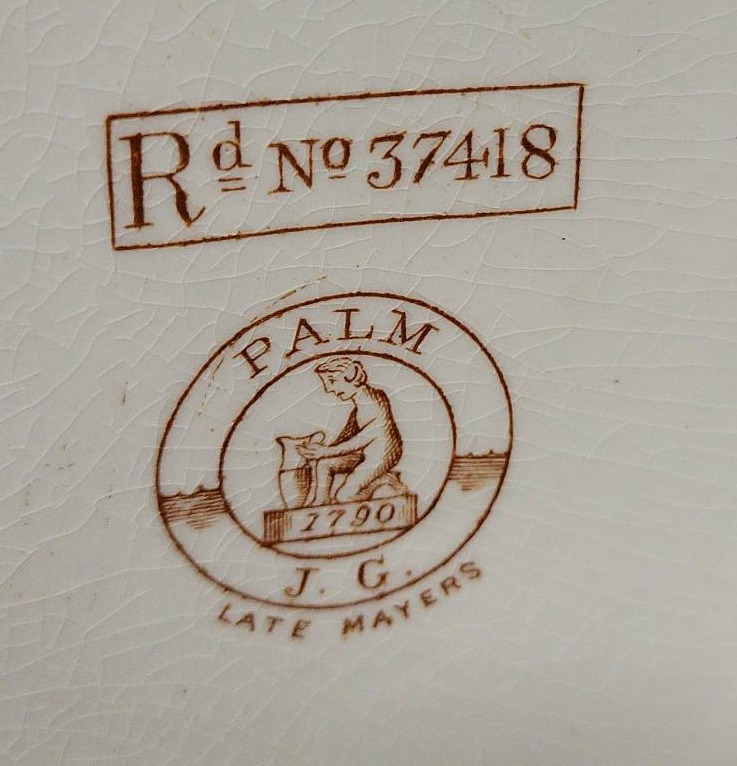 Rd No 37418
PALM
1790
J. G.
LATE MAYERS